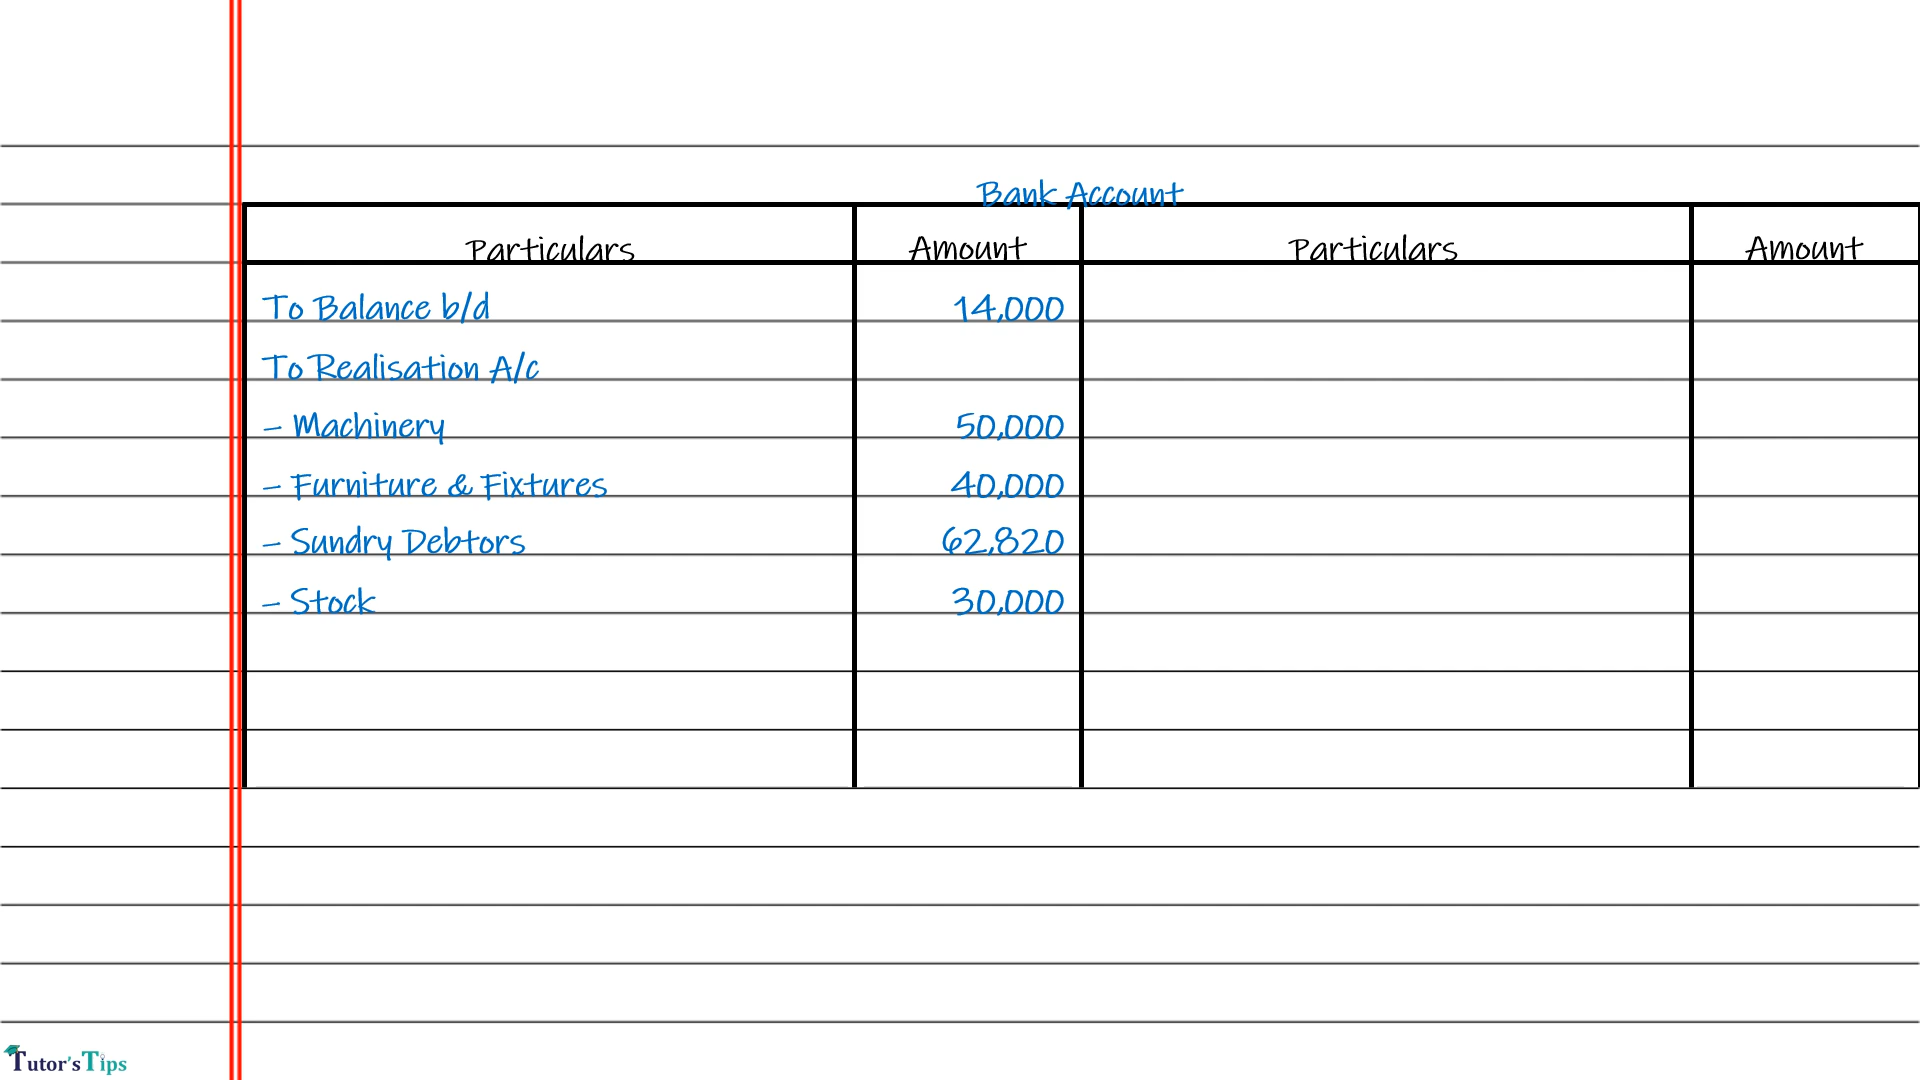 Bank Account
Particulars Amount Particulars Amount
To Balance b/d 14,000
To Realisation A/c
– Machinery 50,000
– Furniture & Fixtures 40,000
– Sundry Debtors 62,820
– Stock 30,000
Tutor'sTips